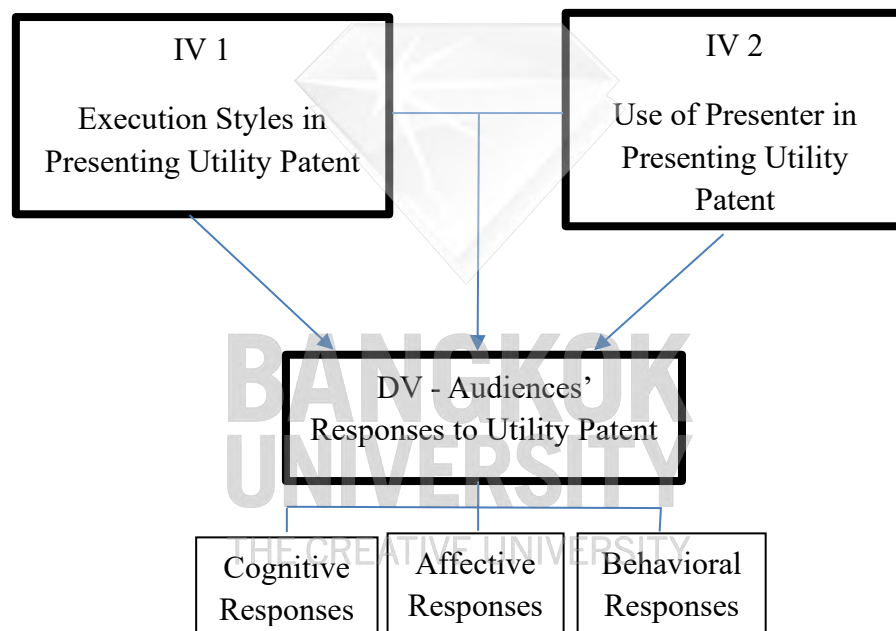 IV 1
Execution Styles in
Presenting Utility Patent
IV 2
Use of Presenter in
Presenting Utility
Patent
BANGKOK
UNIVERSITY
THE CREATIVE UNIVERSITY
DV - Audiences’
Responses to Utility Patent
Cognitive
Responses
Affective
Responses
Behavioral
Responses